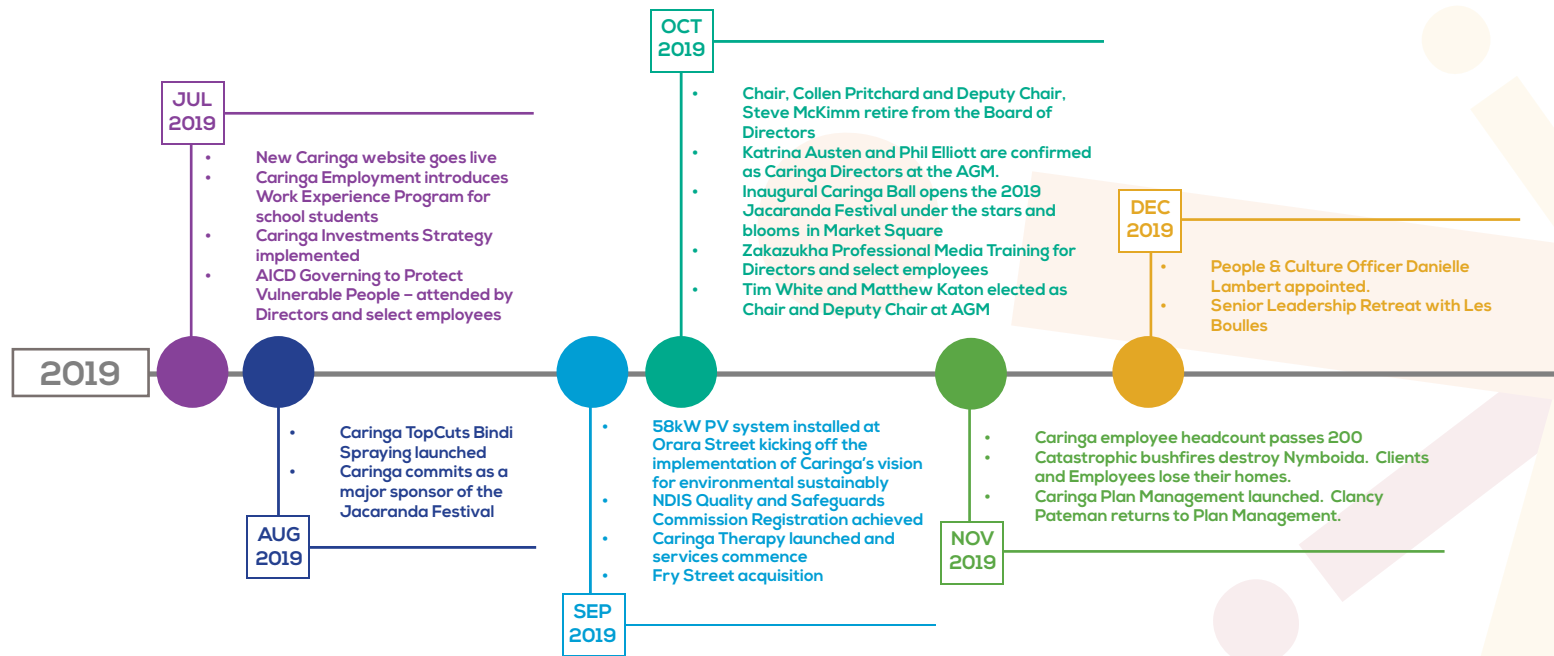 2019
JUL
2019
• New Caringa website goes live
• Caringa Employment introduces
Work Experience Program for
school students
• Caringa Investments Strategy
implemented
• AICD Governing to Protect
Vulnerable People – attended by
Directors and select employees
AUG
2019
• Caringa TopCuts Bindi
Spraying launched
• Caringa commits as a
major sponsor of the
Jacaranda Festival
SEP
2019
• 58kW PV system installed at
Orara Street kicking off the
implementation of Caringa's vision
for environmental sustainably
• NDIS Quality and Safeguards
Commission Registration achieved
• Caringa Therapy launched and
services commence
• Fry Street acquisition
OCT
2019
• Chair, Collen Pritchard and Deputy Chair,
Steve McKimm retire from the Board of
Directors
• Katrina Austen and Phil Elliott are confirmed
as Caringa Directors at the AGM.
• Inaugural Caringa Ball opens the 2019
Jacaranda Festival under the stars and
blooms in Market Square
• Zakazukha Professional Media Training for
Directors and select employees
• Tim White and Matthew Katon elected as
Chair and Deputy Chair at AGM
NOV
2019
• Caringa employee headcount passes 200
• Catastrophic bushfires destroy Nymboida. Clients
and Employees lose their homes.
• Caringa Plan Management launched. Clancy
Pateman returns to Plan Management.
DEC
2019
• People & Culture Officer Danielle
Lambert appointed.
• Senior Leadership Retreat with Les
Boulles